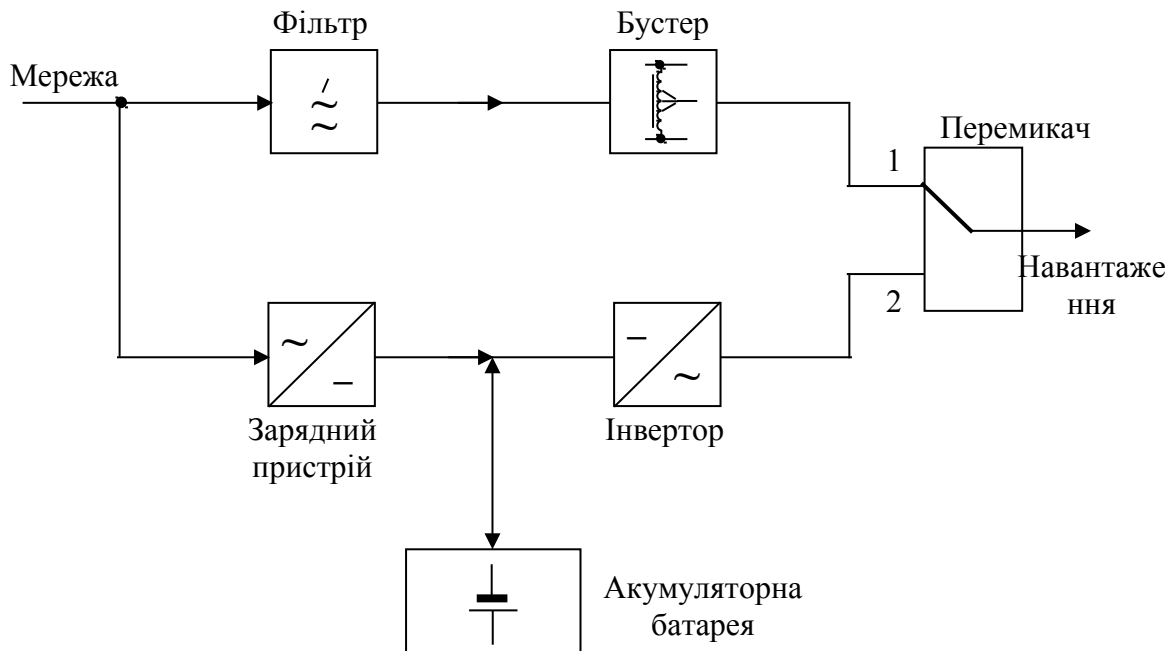 Фільтр
Бустер
Мережа
Перемикач
1
Навантаже
ння
2
Зарядний
пристрій
Інвертор
Акумуляторна
батарея